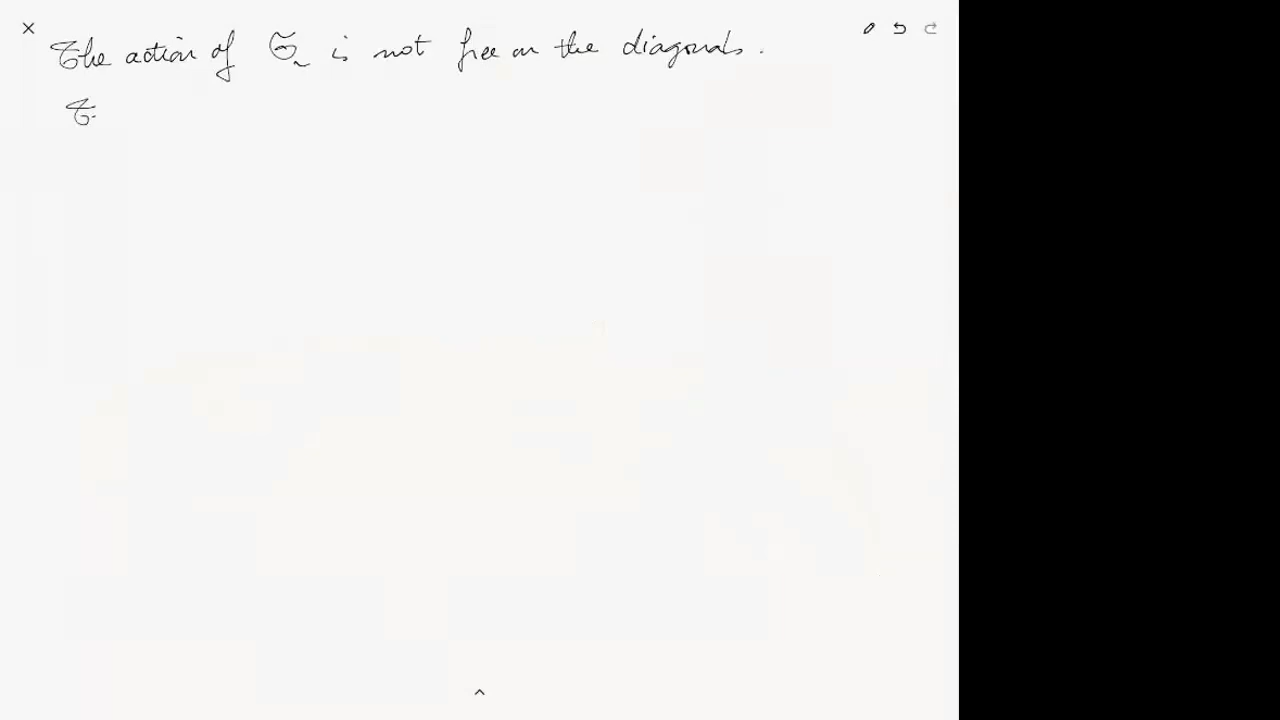 The action of 𝔖ₙ is not free on the diagonals.